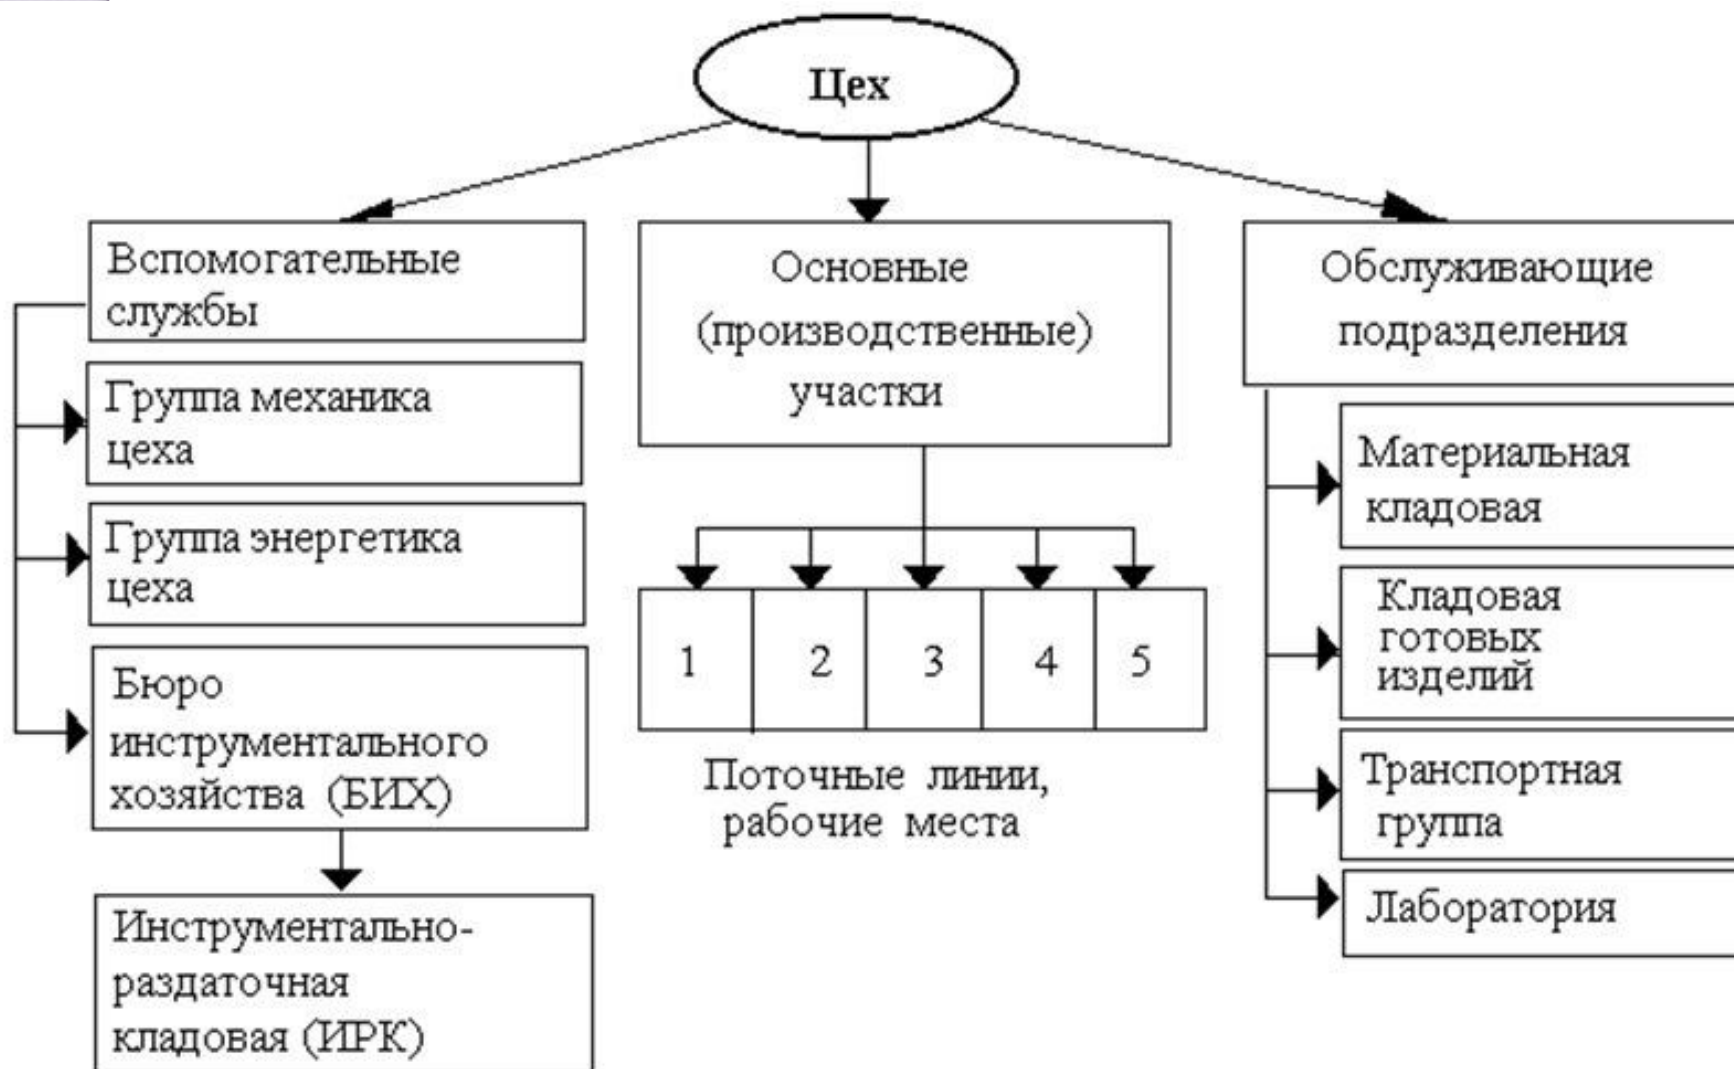 Цех
Вспомогательные
службы
Группа механика
цеха
Группа энергетика
цеха
Бюро
инструментального
хозяйства (БИХ)
Инструментально-
раздаточная
кладовая (ИРК)
Основные
(производственные)
участки
1 2 3 4 5
Поточные линии,
рабочие места
Обслуживающие
подразделения
Материальная
кладовая
Кладовая
готовых
изделий
Транспортная
группа
Лаборатория